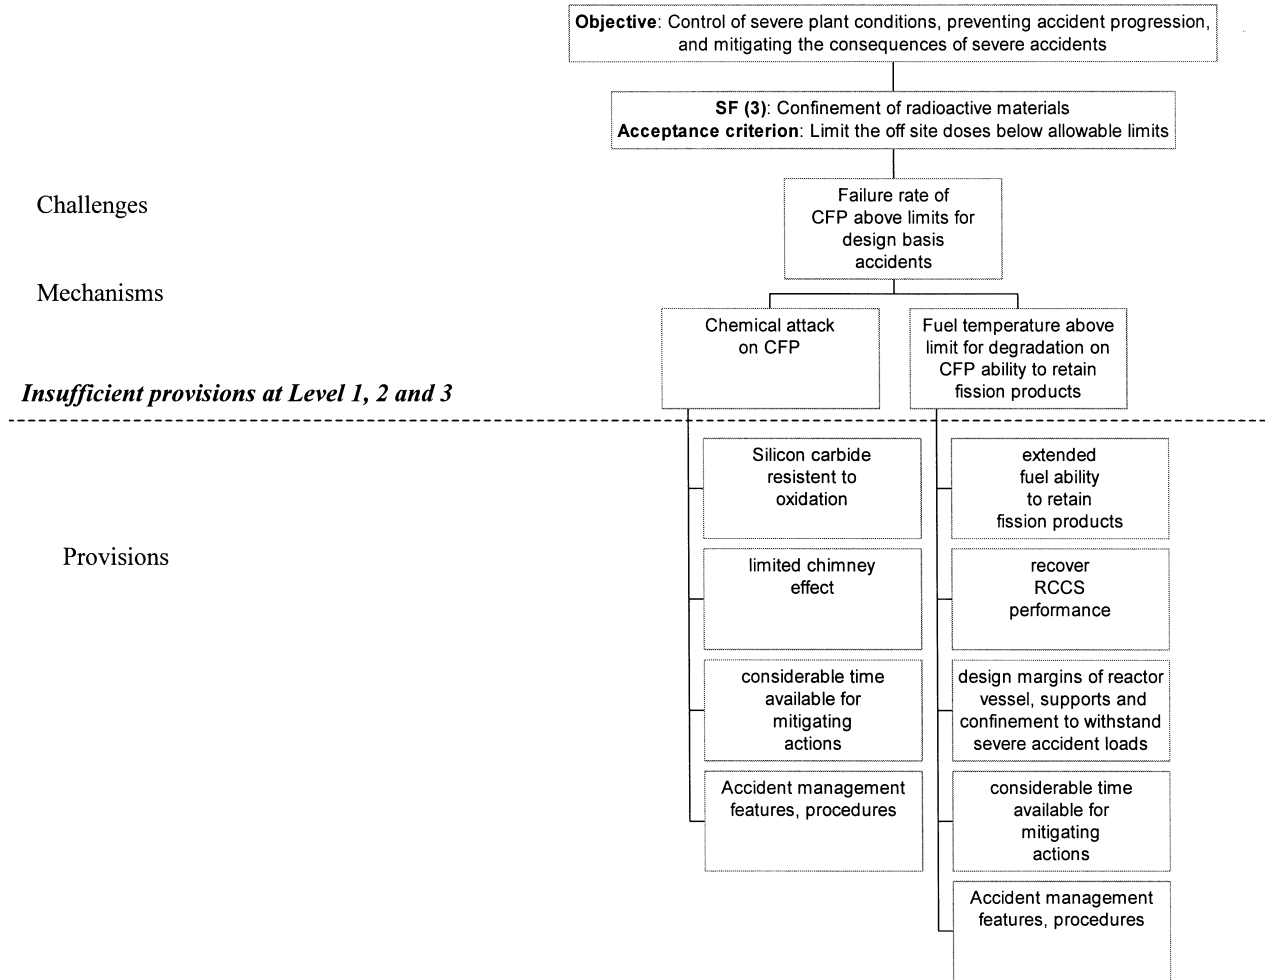 Objective: Control of severe plant conditions, preventing accident progression,
and mitigating the consequences of severe accidents
SF (3): Confinement of radioactive materials
Acceptance criterion: Limit the off site doses below allowable limits
Challenges
Failure rate of
CFP above limits for
design basis
accidents
Mechanisms
Chemical attack
on CFP
Fuel temperature above
limit for degradation on
CFP ability to retain
fission products
Insufficient provisions at Level 1, 2 and 3
Provisions
Silicon carbide
resistent to
oxidation
limited chimney
effect
considerable time
available for
mitigating
actions
Accident management
features, procedures
extended
fuel ability
to retain
fission products
recover
RCCS
performance
design margins of reactor
vessel, supports and
confinement to withstand
severe accident loads
considerable time
available for
mitigating
actions
Accident management
features, procedures